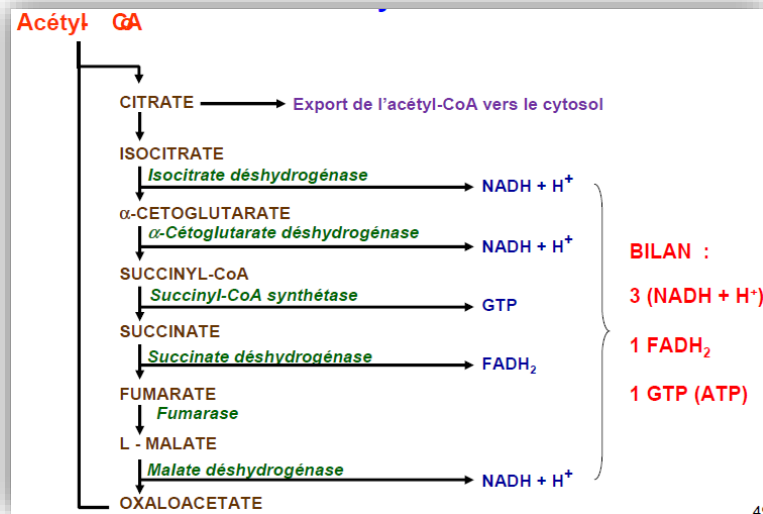 Acétyl- CoA
CITRATE Export de l'acétyl-CoA vers le cytosol
ISOCITRATE
Isocitrate déshydrogénase
NADH + H+
α-CETOGLUTARATE
α-Cétoglutarate déshydrogénase
NADH + H+
SUCCINYL-CoA
Succinyl-CoA synthétase
GTP
SUCCINATE
Succinate déshydrogénase
FADH₂
FUMARATE
Fumarase
L - MALATE
Malate déshydrogénase
NADH + H+
OXALOACETATE
BILAN :
3 (NADH + H⁺)
1 FADH₂
1 GTP (ATP)